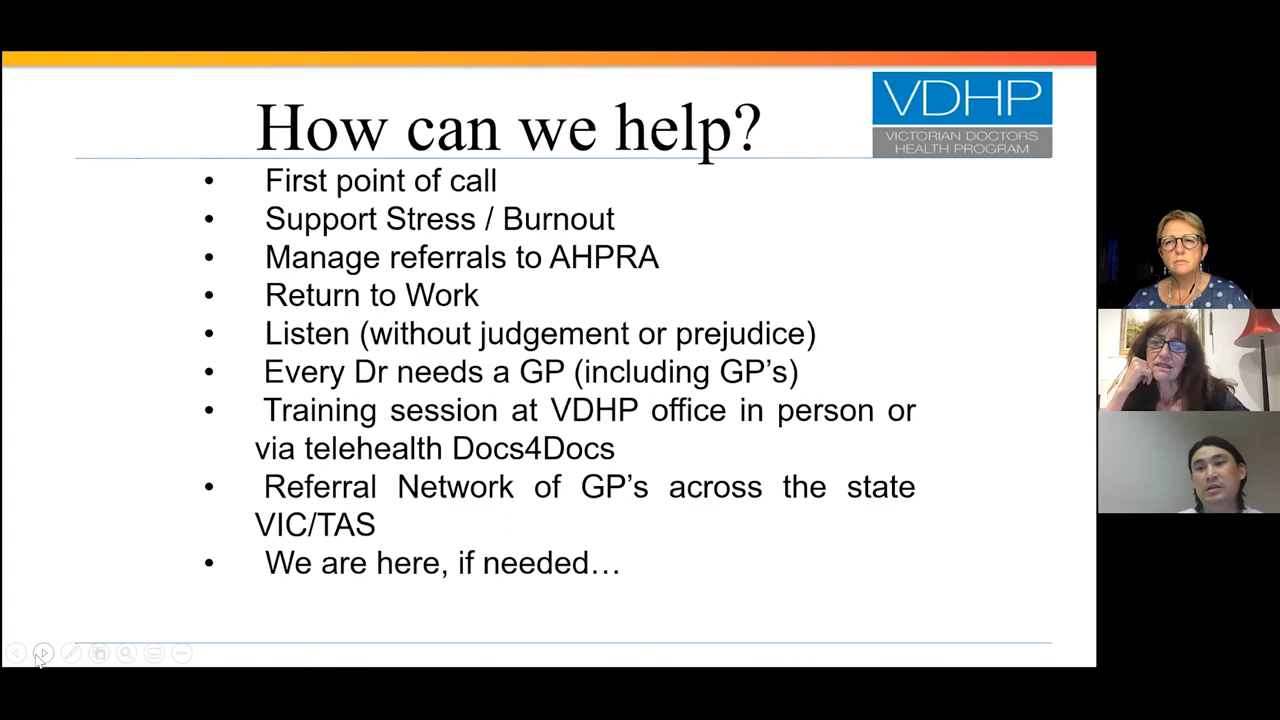 How can we help?
VDHP
VICTORIAN DOCTORS
HEALTH PROGRAM
• First point of call
• Support Stress / Burnout
• Manage referrals to AHPRA
• Return to Work
• Listen (without judgement or prejudice)
• Every Dr needs a GP (including GP’s)
• Training session at VDHP office in person or
via telehealth Docs4Docs
• Referral Network of GP’s across the state
VIC/TAS
• We are here, if needed…